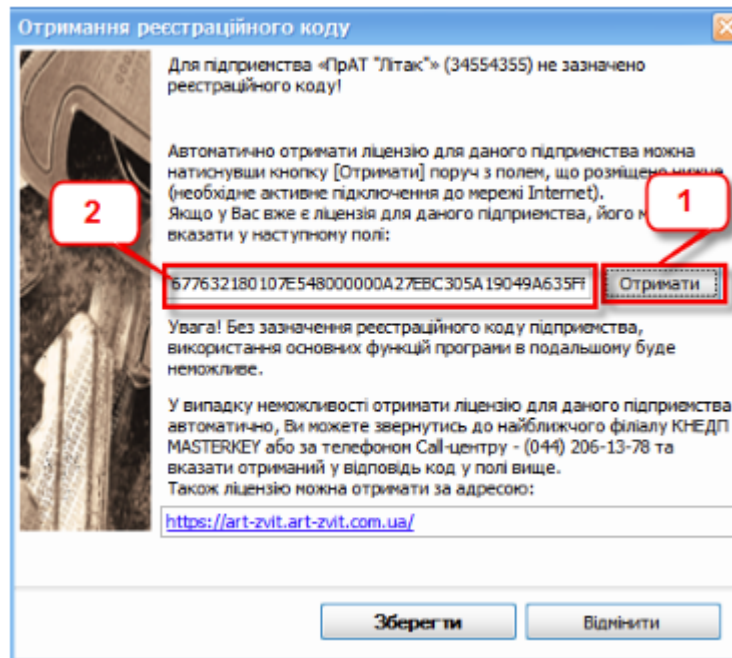 Отримання реєстраційного коду
Для підприємства «ПрАТ "Літак"» (34554355) не зазначено
реєстраційного коду!
Автоматично отримати ліцензію для даного підприємства можна
натиснувши кнопку [Отримати] поруч з полем, що розміщено нижче
(необхідне активне підключення до мережі Internet).
Якщо у Вас вже є ліцензія для даного підприємства, його
вказати у наступному полі:
2
1
677632180107E548000000A27EBC305A19049A635F
Отримати
Увага! Без зазначення реєстраційного коду підприємства,
використання основних функцій програми в подальшому буде
неможливе.
У випадку неможливості отримати ліцензію для даного підприємства
автоматично, Ви можете звернутись до найближчого філіалу КНЕДП
MASTERKEY або за телефоном Call-центру - (044) 206-13-78 та
вказати отриманий у відповідь код у полі вище.
Також ліцензію можна отримати за адресою:
https://art-zvit.art-zvit.com.ua/
Зберегти
Відмінити